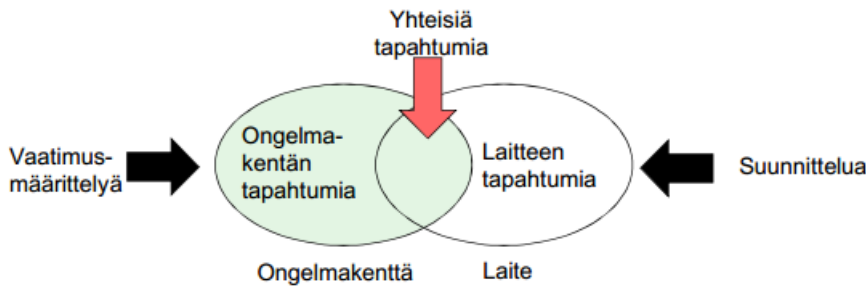 Yhteisiä
tapahtumia
Vaatimus-
määrittelyä
Ongelma-
kentän
tapahtumia
Laitteen
tapahtumia
Suunnittelua
Ongelmakenttä
Laite